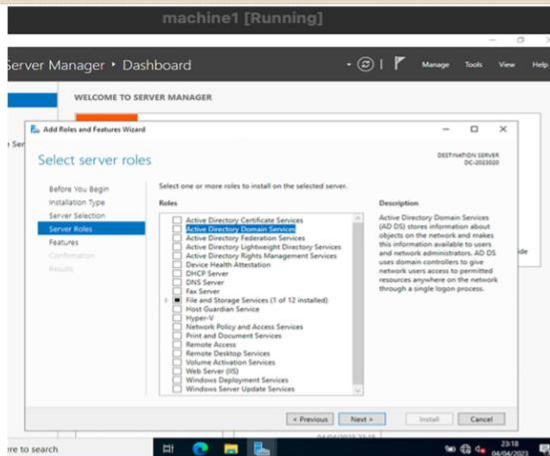 machine1 [Running]
Server Manager • Dashboard
Manage Tools View Help
WELCOME TO SERVER MANAGER
Add Roles and Features Wizard
Select server roles
DESTINATION SERVER
DC-2023020
Before You Begin
Installation Type
Server Selection
Server Roles
Features
Confirmation
Results
Select one or more roles to install on the selected server.
Roles
Active Directory Certificate Services
Active Directory Domain Services
Active Directory Federation Services
Active Directory Lightweight Directory Services
Active Directory Rights Management Services
Device Health Attestation
DHCP Server
DNS Server
Fax Server
File and Storage Services (1 of 12 installed)
Host Guardian Service
Hyper-V
Network Policy and Access Services
Print and Document Services
Remote Access
Remote Desktop Services
Volume Activation Services
Web Server (IIS)
Windows Deployment Services
Windows Server Update Services
Description
Active Directory Domain Services
(AD DS) stores information about
objects on the network and makes
this information available to users
and network administrators. AD DS
uses domain controllers to give
network users access to permitted
resources anywhere on the network
through a single logon process.
< Previous Next > Install Cancel
to search
23:18
04/04/2023